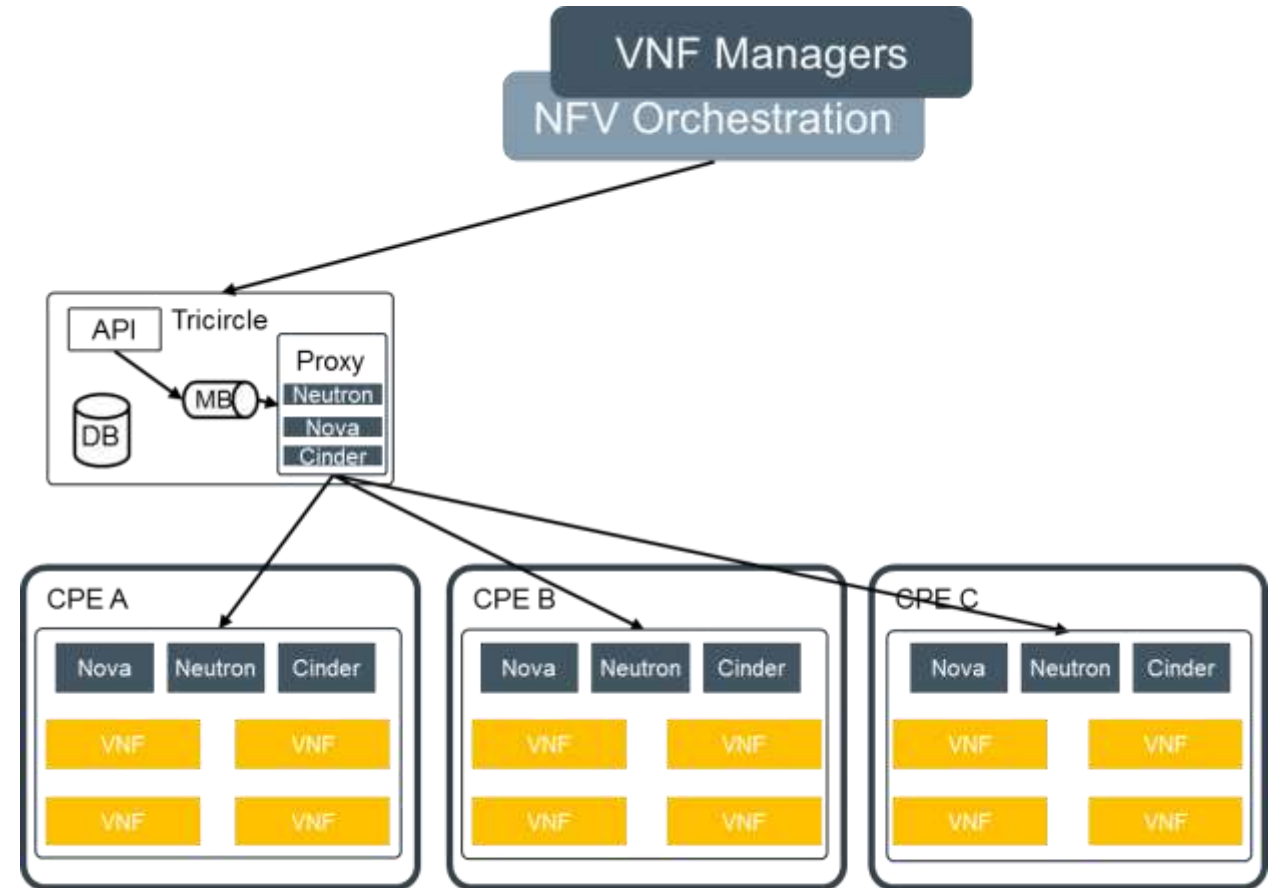 VNF Managers
NFV Orchestration
API
Tricircle
Proxy
MB
Neutron
DB
Nova
Cinder
CPE A
Nova
Neutron
Cinder
VNF
VNF
VNF
VNF
CPE B
Nova
Neutron
Cinder
VNF
VNF
VNF
VNF
CPE C
Nova
Neutron
Cinder
VNF
VNF
VNF
VNF